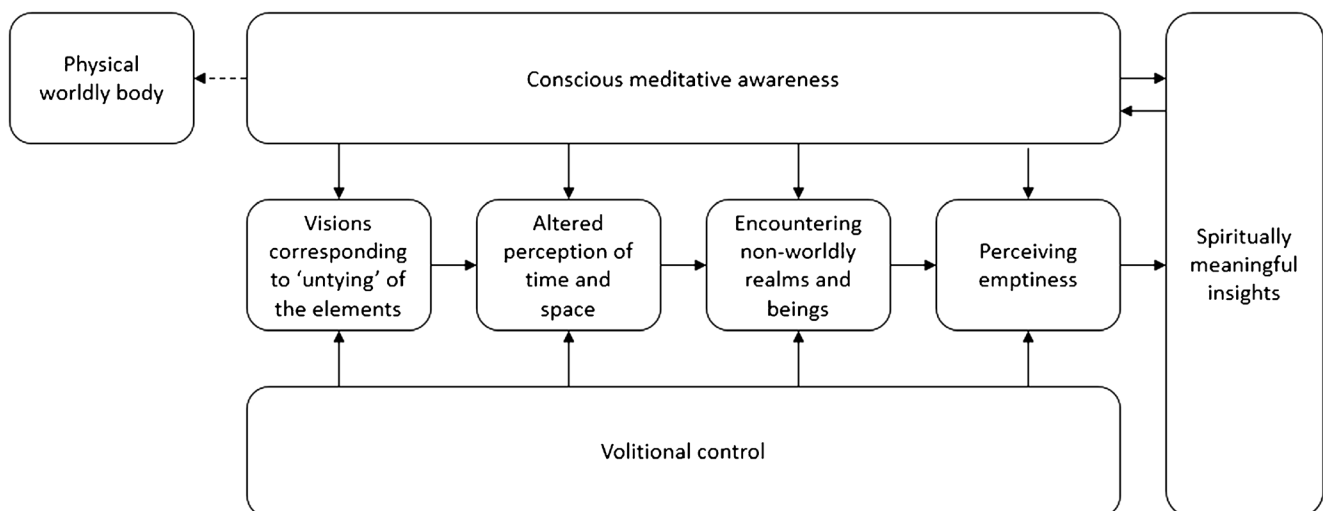 Physical
worldly body
Conscious meditative awareness
Visions
corresponding
to ‘untying’ of
the elements
Altered
perception of
time and
space
Encountering
non-worldly
realms and
beings
Perceiving
emptiness
Spiritually
meaningful
insights
Volitional control